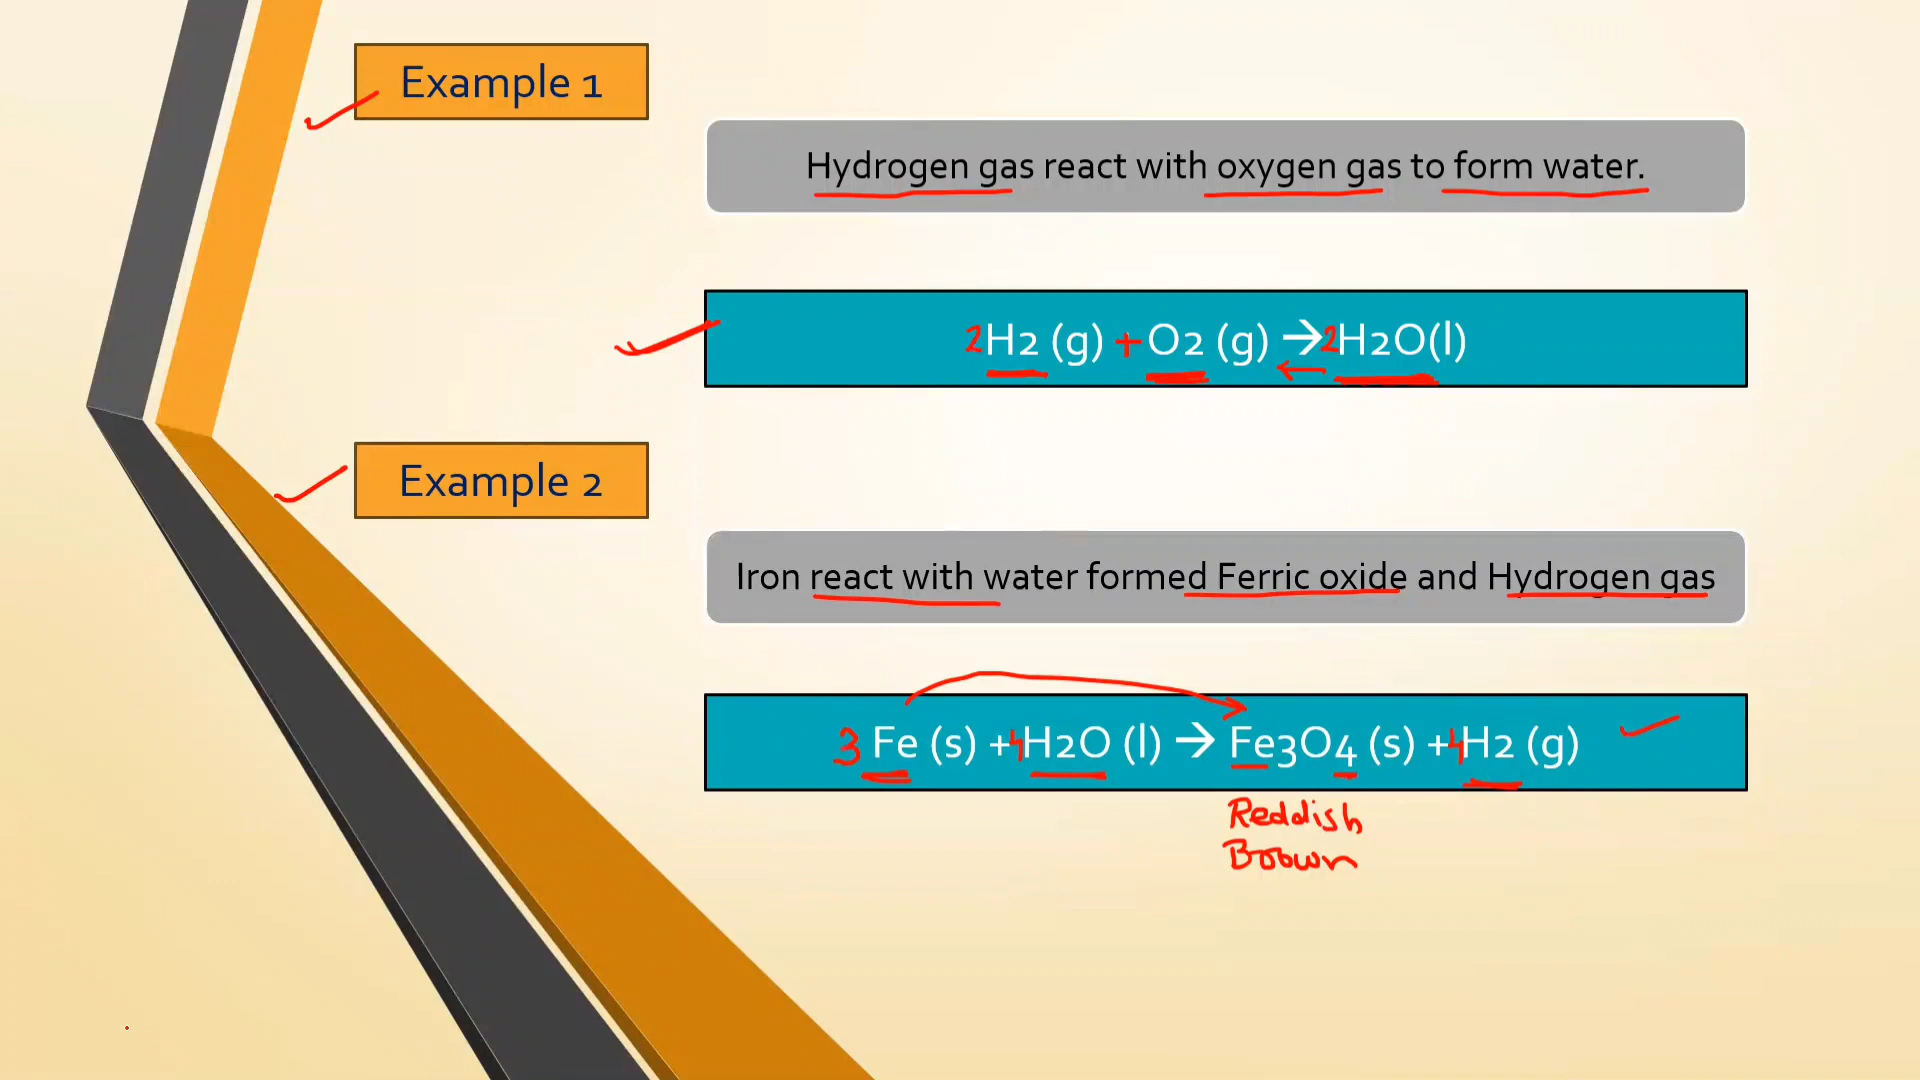 Example 1
Hydrogen gas react with oxygen gas to form water.
2H2 (g) + O2 (g) → 2H2O(l)
Example 2
Iron react with water formed Ferric oxide and Hydrogen gas
3 Fe (s) +4H2O (l) → Fe3O4 (s) +4H2 (g)
Reddish
Brown